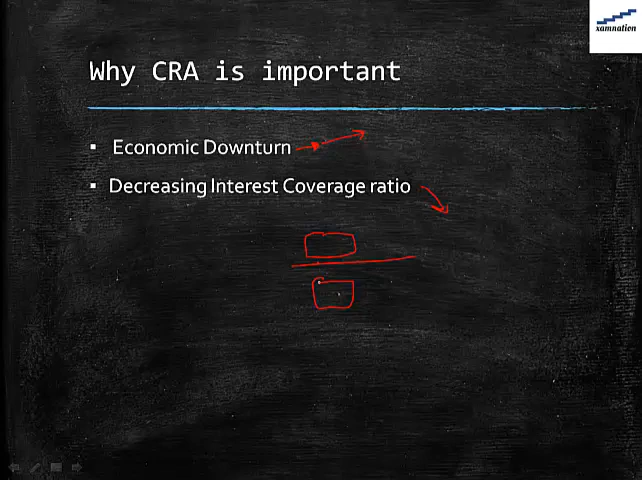 xamnation
Why CRA is important
Economic Downturn
Decreasing Interest Coverage ratio